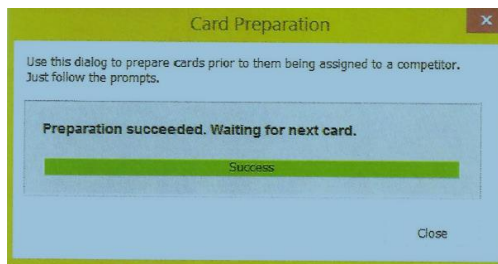 Card Preparation
x
Use this dialog to prepare cards prior to them being assigned to a competitor.
Just follow the prompts.
Preparation succeeded. Waiting for next card.
Success
Close